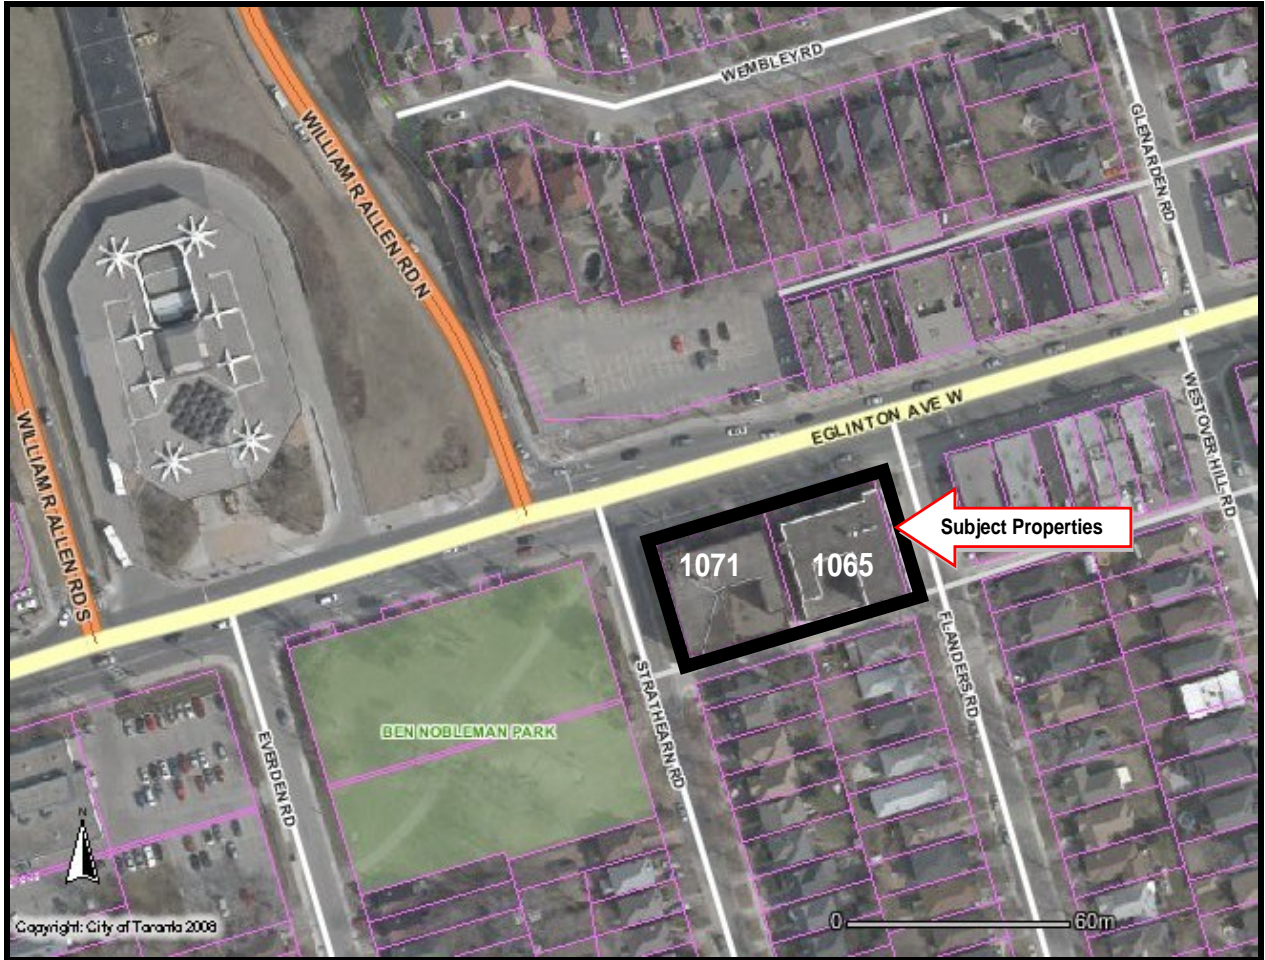 WEMBLEY RD
GLENARDEN RD
WILLIAM R ALLEN RD N
WILLIAM R ALLEN RD S
EGLINTON AVE W
WESTOVER HILL RD
Subject Properties
1071
1065
FLANDERS RD
STRATHEARN RD
BEN NOBLEMAN PARK
EVERDEN RD
N
Copyright: City of Toronto 2008
0 60m